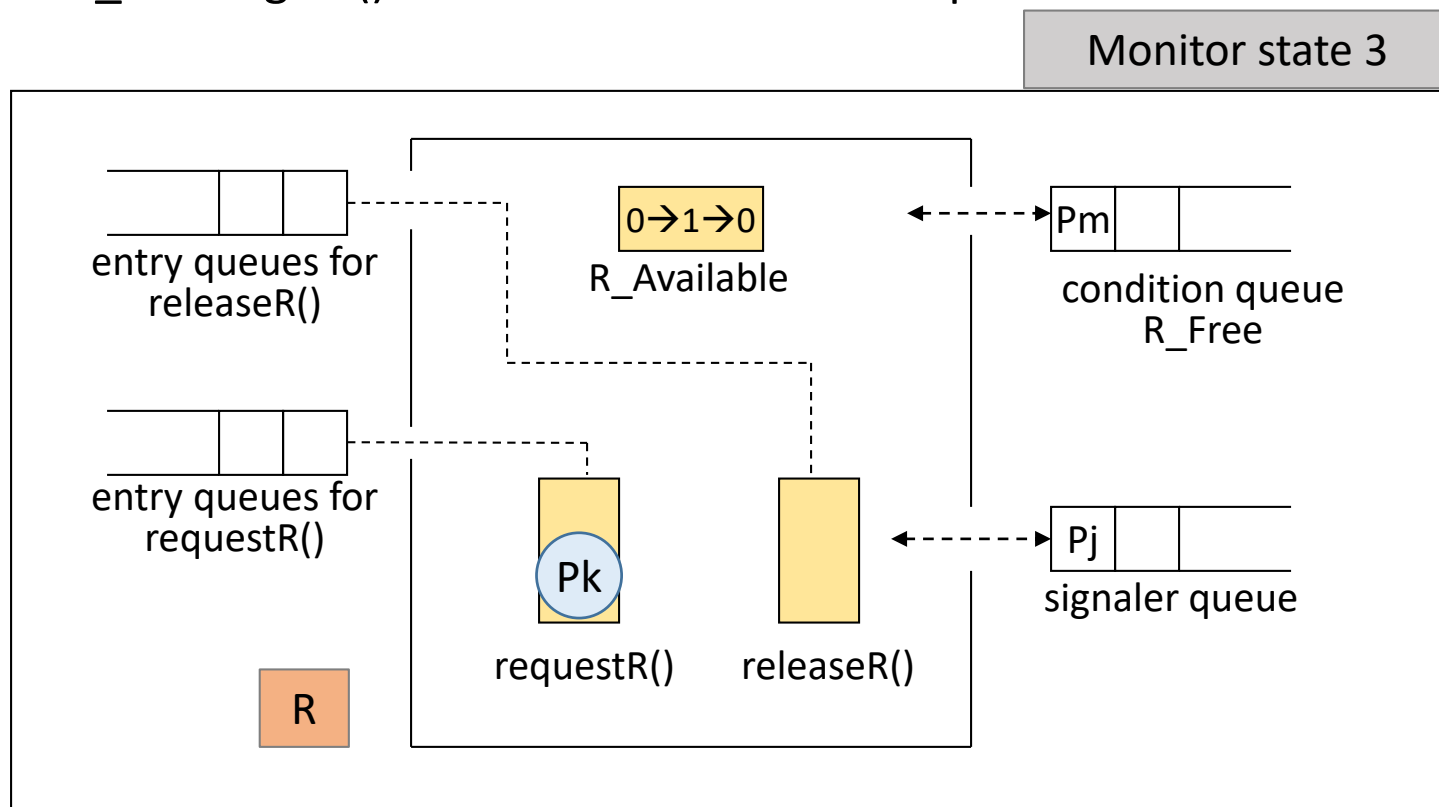 Monitor state 3
entry queues for
releaseR()
0→1→0
R_Available
Pm
condition queue
R_Free
entry queues for
requestR()
Pk
Pj
signaler queue
requestR()
releaseR()
R